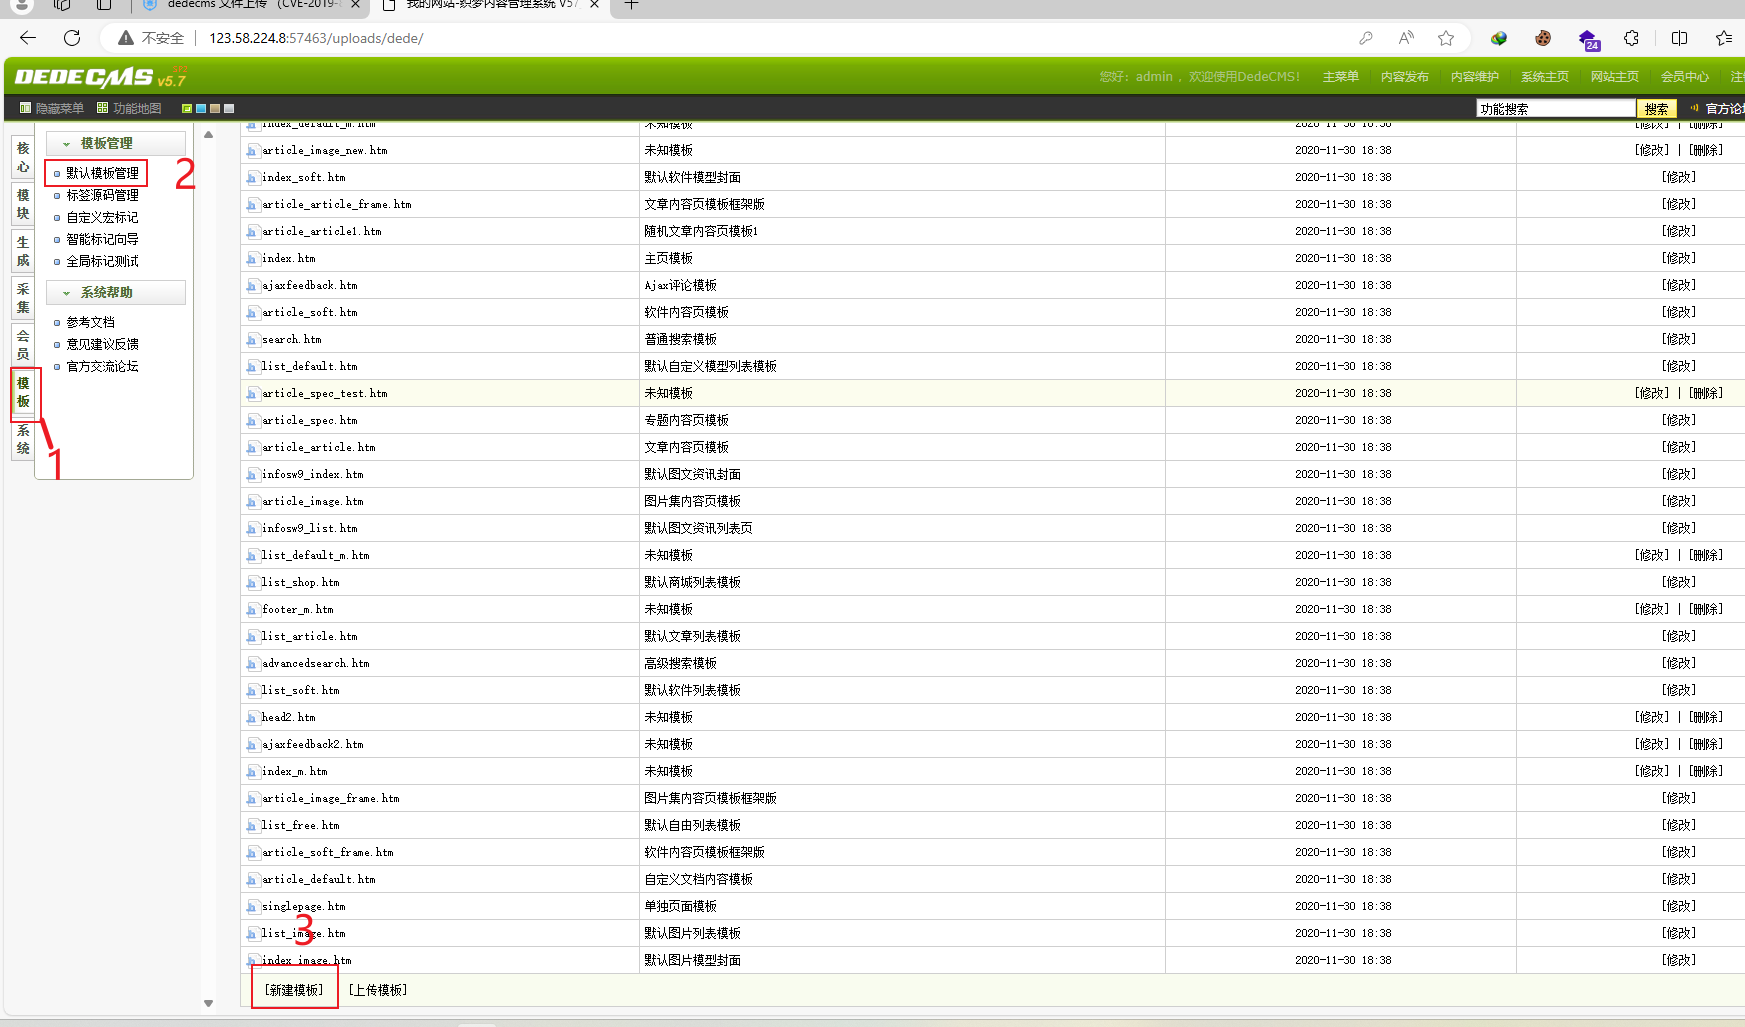 dedecms 文件上传 （CVE-2019-
我的网站-织梦内容管理系统 V57
不安全 123.58.224.8:57463/uploads/dede/
24
DEDECMS v5.7 SP2
您好：admin ，欢迎使用DedeCMS！ 主菜单 内容发布 内容维护 系统主页 网站主页 会员中心 注
隐藏菜单 功能地图 功能搜索 搜索 官方论坛
核心
模块
生成
采集
会员
模板
系统
1
模板管理
默认模板管理 2
标签源码管理
自定义宏标记
智能标记向导
全局标记测试
系统帮助
参考文档
意见建议反馈
官方交流论坛
index_default_m.htm 未知模板 2020-11-30 18:38 [修改] | [删除]
article_image_new.htm 未知模板 2020-11-30 18:38 [修改] | [删除]
index_soft.htm 默认软件模型封面 2020-11-30 18:38 [修改]
article_article_frame.htm 文章内容页模板框架版 2020-11-30 18:38 [修改]
article_article1.htm 随机文章内容页模板1 2020-11-30 18:38 [修改]
index.htm 主页模板 2020-11-30 18:38 [修改]
ajaxfeedback.htm Ajax评论模板 2020-11-30 18:38 [修改]
article_soft.htm 软件内容页模板 2020-11-30 18:38 [修改]
search.htm 普通搜索模板 2020-11-30 18:38 [修改]
list_default.htm 默认自定义模型列表模板 2020-11-30 18:38 [修改]
article_spec_test.htm 未知模板 2020-11-30 18:38 [修改] | [删除]
article_spec.htm 专题内容页模板 2020-11-30 18:38 [修改]
article_article.htm 文章内容页模板 2020-11-30 18:38 [修改]
infosw9_index.htm 默认图文资讯封面 2020-11-30 18:38 [修改]
article_image.htm 图片集内容页模板 2020-11-30 18:38 [修改]
infosw9_list.htm 默认图文资讯列表页 2020-11-30 18:38 [修改]
list_default_m.htm 未知模板 2020-11-30 18:38 [修改] | [删除]
list_shop.htm 默认商城列表模板 2020-11-30 18:38 [修改]
footer_m.htm 未知模板 2020-11-30 18:38 [修改] | [删除]
list_article.htm 默认文章列表模板 2020-11-30 18:38 [修改]
advancedsearch.htm 高级搜索模板 2020-11-30 18:38 [修改]
list_soft.htm 默认软件列表模板 2020-11-30 18:38 [修改]
head2.htm 未知模板 2020-11-30 18:38 [修改] | [删除]
ajaxfeedback2.htm 未知模板 2020-11-30 18:38 [修改] | [删除]
index_m.htm 未知模板 2020-11-30 18:38 [修改] | [删除]
article_image_frame.htm 图片集内容页模板框架版 2020-11-30 18:38 [修改]
list_free.htm 默认自由列表模板 2020-11-30 18:38 [修改]
article_soft_frame.htm 软件内容页模板框架版 2020-11-30 18:38 [修改]
article_default.htm 自定义文档内容模板 2020-11-30 18:38 [修改]
singlepage.htm 单独页面模板 2020-11-30 18:38 [修改]
3
list_image.htm 默认图片列表模板 2020-11-30 18:38 [修改]
index_image.htm 默认图片模型封面 2020-11-30 18:38 [修改]
[新建模板] [上传模板]